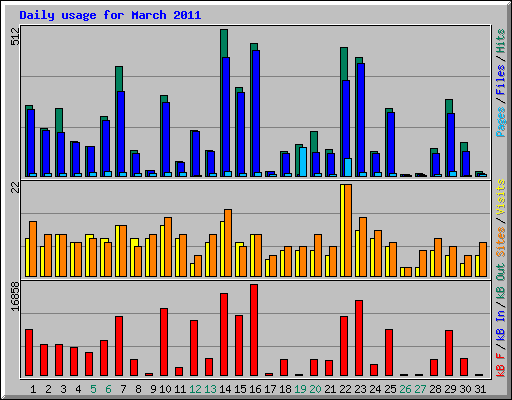 Daily usage for March 2011
512
22
16858
Pages / Files / Hits
Sites / Visits
kB F / kB In / kB Out
1 2 3 4 5 6 7 8 9 10 11 12 13 14 15 16 17 18 19 20 21 22 23 24 25 26 27 28 29 30 31